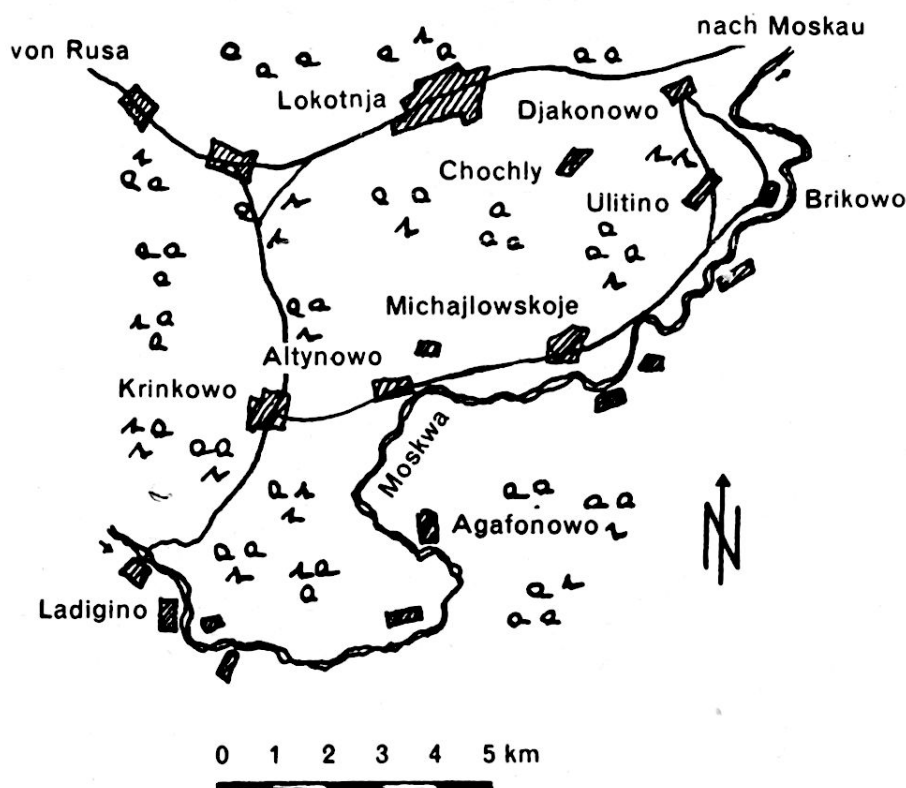 nach Moskau
von Rusa
Lokotnja
Djakonowo
Chochly
Ulitino
Brikowo
Michajlowskoje
Altynowo
Krinkowo
Moskwa
Agafonowo
N
Ladigino
0 1 2 3 4 5 km